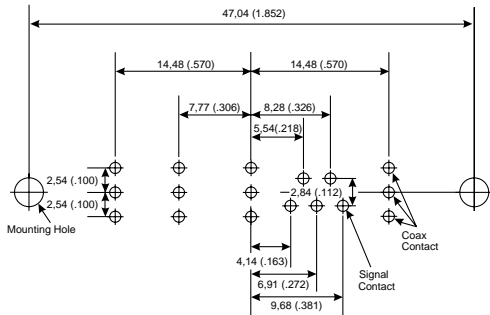 47,04 (1.852)
14,48 (.570)
14,48 (.570)
7,77 (.306)
8,28 (.326)
5,54(.218)
2,54 (.100)
2,84 (.112)
2,54 (.100)
Mounting Hole
Coax
Contact
4,14 (.163)
Signal
Contact
6,91 (.272)
9,68 (.381)